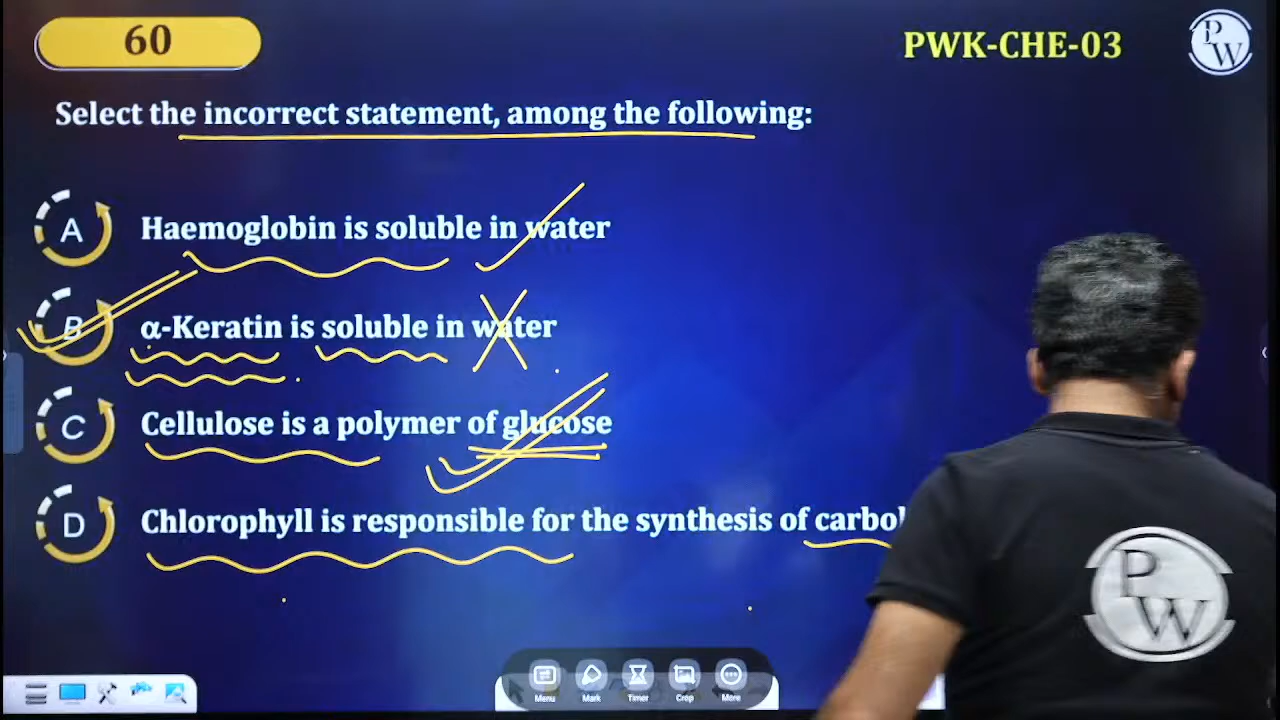 60
PWK-CHE-03
PW
Select the incorrect statement, among the following:
A Haemoglobin is soluble in water
B α-Keratin is soluble in water
C Cellulose is a polymer of glucose
D Chlorophyll is responsible for the synthesis of
PW
Menu Mark Timer Crop More